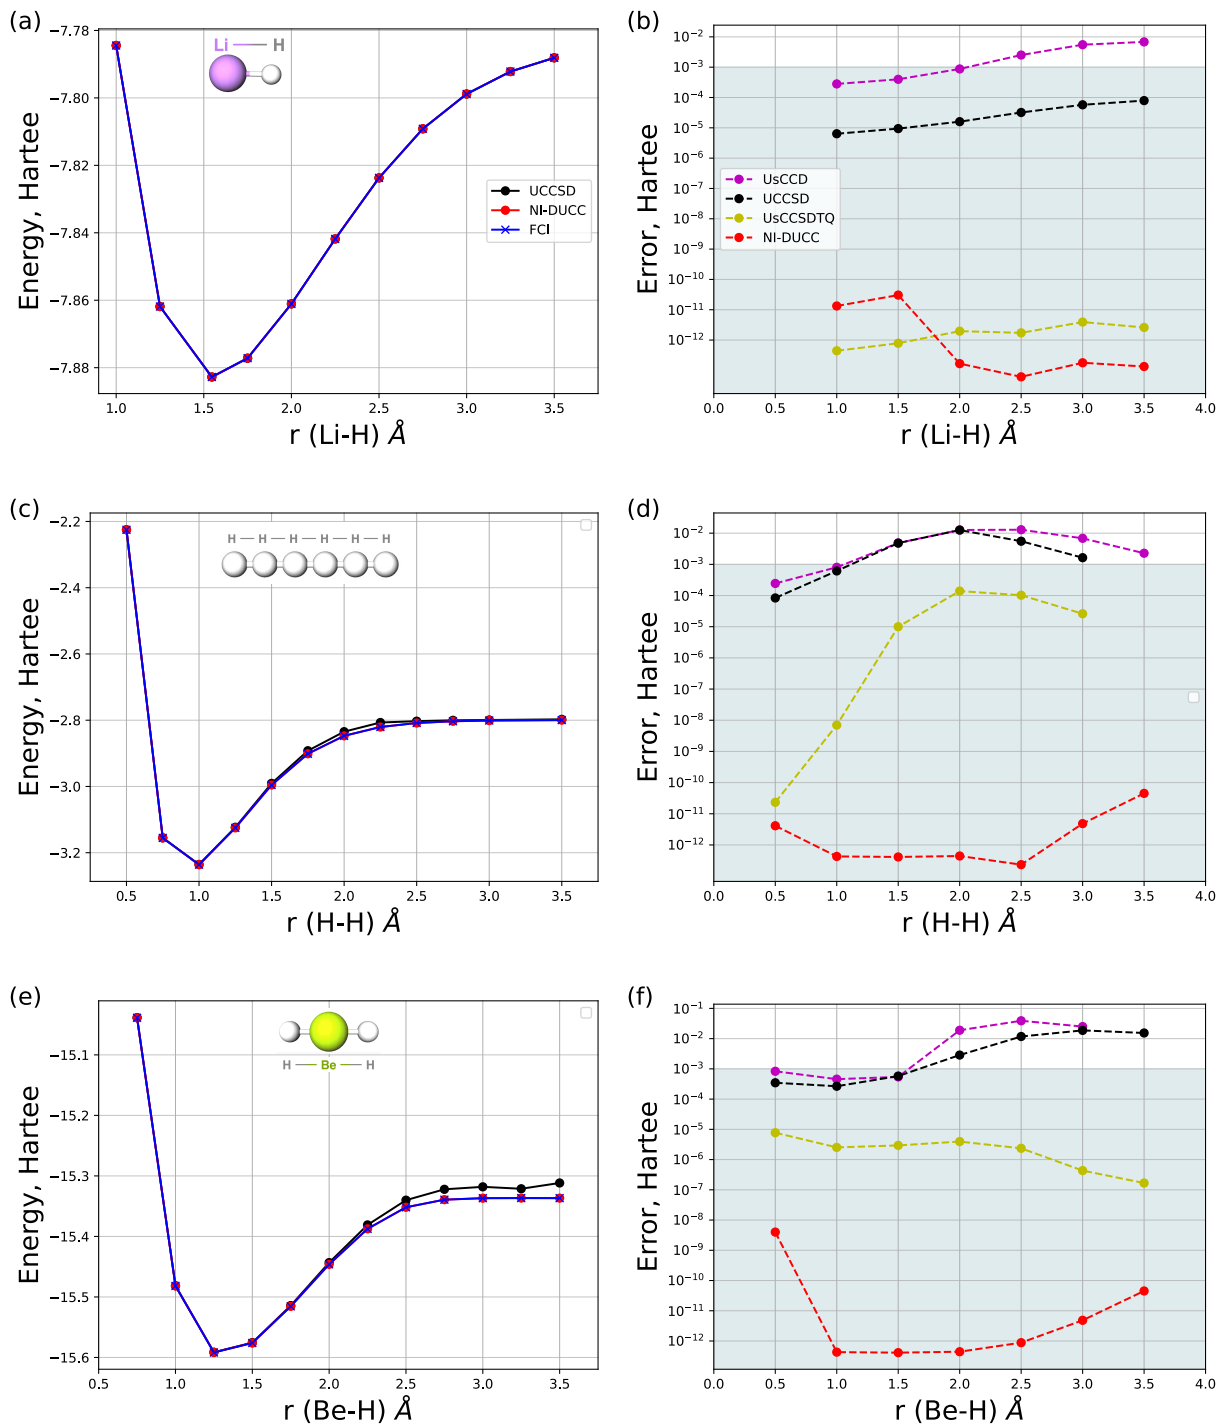 (a)
Energy, Hartee
−7.78
−7.80
−7.82
−7.84
−7.86
−7.88
Li H
UCCSD
NI-DUCC
FCI
1.0 1.5 2.0 2.5 3.0 3.5
r (Li-H) Å
(b)
Error, Hartee
10⁻²
10⁻³
10⁻⁴
10⁻⁵
10⁻⁶
10⁻⁷
10⁻⁸
10⁻⁹
10⁻¹⁰
10⁻¹¹
10⁻¹²
UsCCD
UCCSD
UsCCSDTQ
NI-DUCC
0.0 0.5 1.0 1.5 2.0 2.5 3.0 3.5 4.0
r (Li-H) Å
(c)
Energy, Hartee
−2.2
−2.4
−2.6
−2.8
−3.0
−3.2
H H H H H H
0.5 1.0 1.5 2.0 2.5 3.0 3.5
r (H-H) Å
(d)
Error, Hartee
10⁻²
10⁻³
10⁻⁴
10⁻⁵
10⁻⁶
10⁻⁷
10⁻⁸
10⁻⁹
10⁻¹⁰
10⁻¹¹
10⁻¹²
0.0 0.5 1.0 1.5 2.0 2.5 3.0 3.5 4.0
r (H-H) Å
(e)
Energy, Hartee
−15.1
−15.2
−15.3
−15.4
−15.5
−15.6
H Be H
0.5 1.0 1.5 2.0 2.5 3.0 3.5
r (Be-H) Å
(f)
Error, Hartee
10⁻¹
10⁻²
10⁻³
10⁻⁴
10⁻⁵
10⁻⁶
10⁻⁷
10⁻⁸
10⁻⁹
10⁻¹⁰
10⁻¹¹
10⁻¹²
0.0 0.5 1.0 1.5 2.0 2.5 3.0 3.5 4.0
r (Be-H) Å